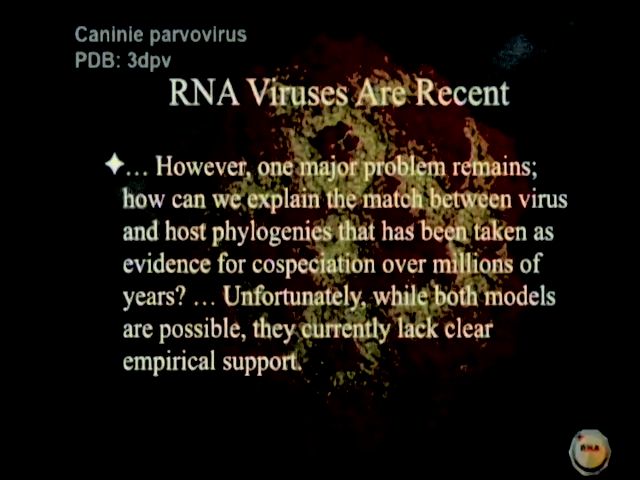 Caninie parvovirus
PDB: 3dpv
RNA Viruses Are Recent
… However, one major problem remains;
how can we explain the match between virus
and host phylogenies that has been taken as
evidence for cospeciation over millions of
years? … Unfortunately, while both models
are possible, they currently lack clear
empirical support.
RNA